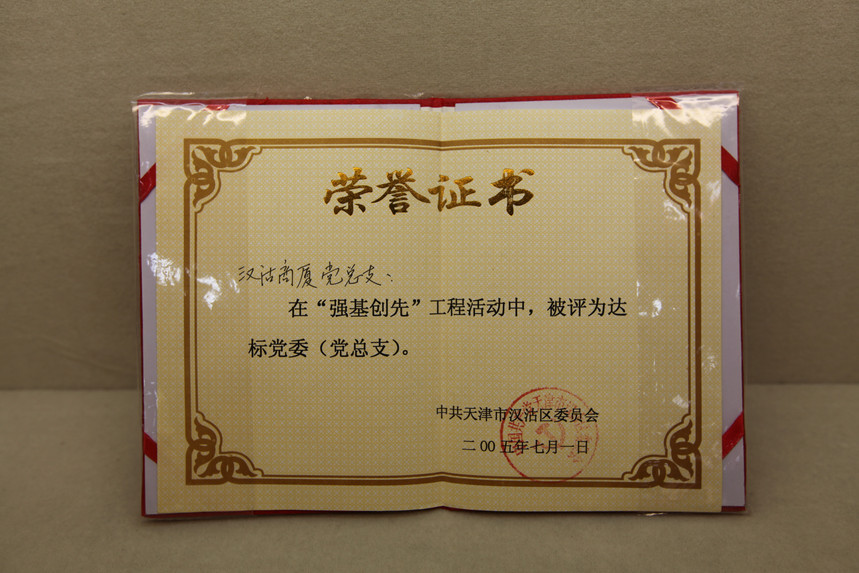 荣誉证书
汉沽商厦党总支：
在“强基创先”工程活动中，被评为达
标党委（党总支）。
中共天津市汉沽区委员会
二00五年七月一日